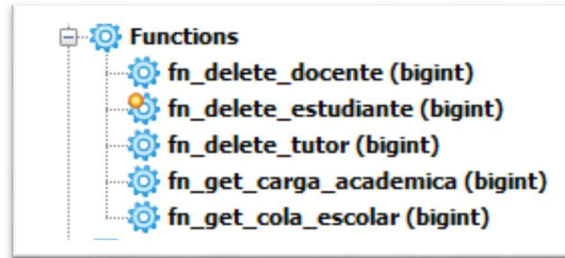 Functions
fn_delete_docente (bigint)
fn_delete_estudiante (bigint)
fn_delete_tutor (bigint)
fn_get_carga_academica (bigint)
fn_get_cola_escolar (bigint)